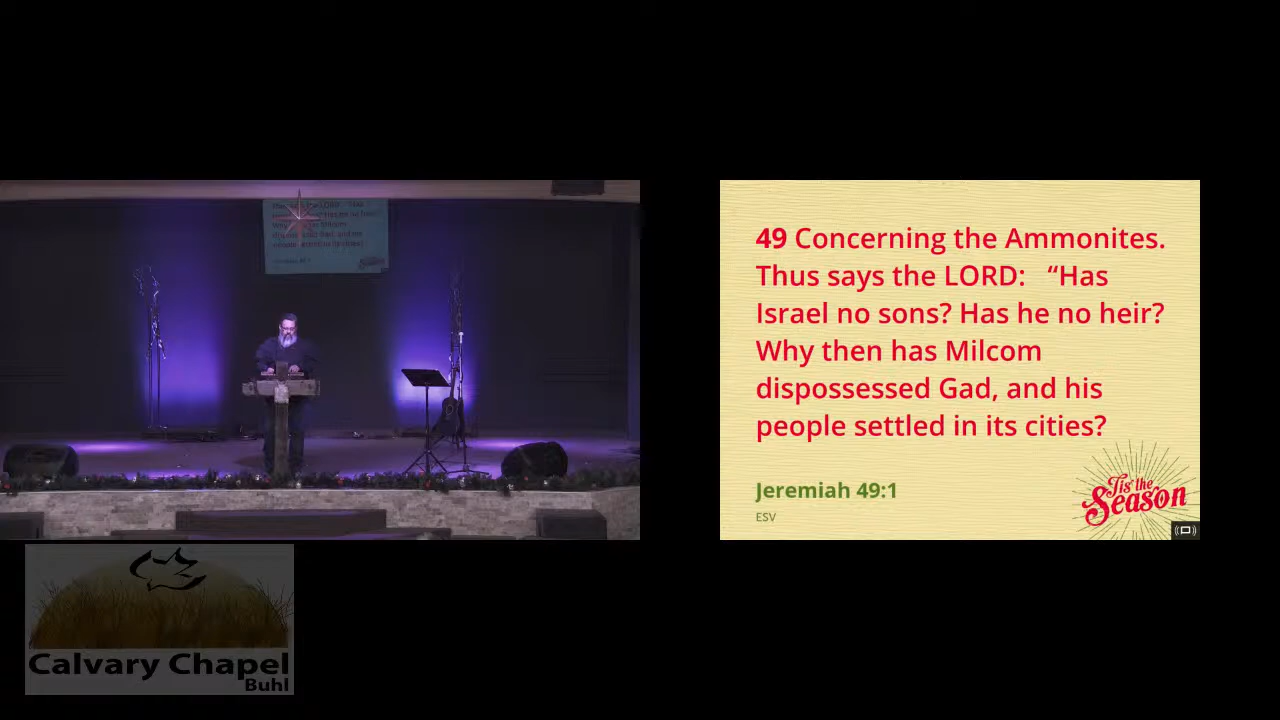 49 Concerning the Ammonites.
Thus says the LORD: “Has
Israel no sons? Has he no heir?
Why then has Milcom
dispossessed Gad, and his
people settled in its cities?
Jeremiah 49:1
ESV
'Tis the
Season
Calvary Chapel
Buhl